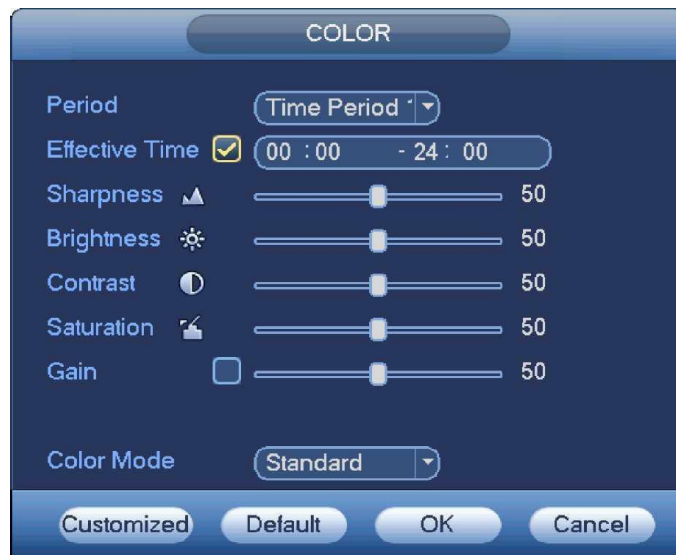 COLOR
Period Time Period 1
Effective Time 00 :00 - 24 : 00
Sharpness 50
Brightness 50
Contrast 50
Saturation 50
Gain 50
Color Mode Standard
Customized Default OK Cancel